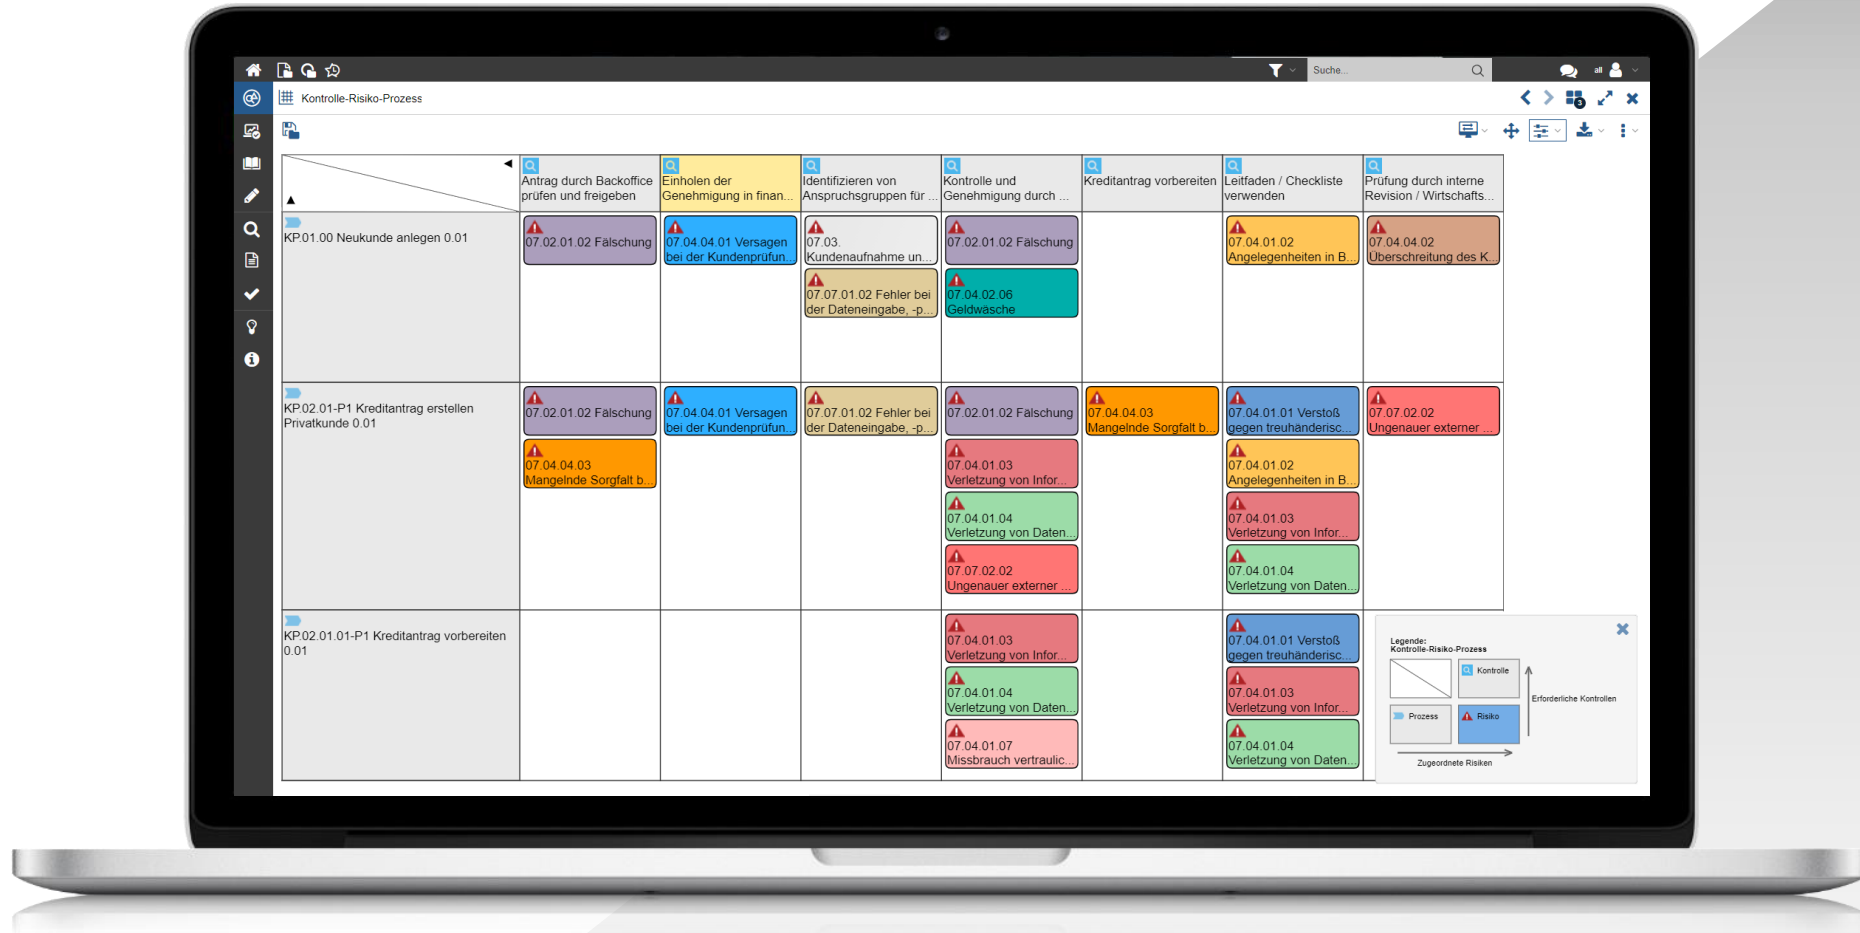 Suche...
all
Kontrolle-Risiko-Prozess
3
Antrag durch Backoffice
prüfen und freigeben
Einholen der
Genehmigung in finan...
Identifizieren von
Anspruchsgruppen für ...
Kontrolle und
Genehmigung durch ...
Kreditantrag vorbereiten
Leitfaden / Checkliste
verwenden
Prüfung durch interne
Revision / Wirtschafts...
KP.01.00 Neukunde anlegen 0.01
07.02.01.02 Fälschung
07.04.04.01 Versagen
bei der Kundenprüfun...
07.03.
Kundenaufnahme un...
07.07.01.02 Fehler bei
der Dateneingabe, -p...
07.02.01.02 Fälschung
07.04.02.06
Geldwäsche
07.04.01.02
Angelegenheiten in B...
07.04.04.02
Überschreitung des K...
KP.02.01-P1 Kreditantrag erstellen
Privatkunde 0.01
07.02.01.02 Fälschung
07.04.04.03
Mangelnde Sorgfalt b...
07.04.04.01 Versagen
bei der Kundenprüfun...
07.07.01.02 Fehler bei
der Dateneingabe, -p...
07.02.01.02 Fälschung
07.04.01.03
Verletzung von Infor...
07.04.01.04
Verletzung von Daten...
07.07.02.02
Ungenauer externer ...
07.04.04.03
Mangelnde Sorgfalt b...
07.04.01.01 Verstoß
gegen treuhänderisc...
07.04.01.02
Angelegenheiten in B...
07.04.01.03
Verletzung von Infor...
07.04.01.04
Verletzung von Daten...
07.07.02.02
Ungenauer externer ...
KP.02.01.01-P1 Kreditantrag vorbereiten
0.01
07.04.01.03
Verletzung von Infor...
07.04.01.04
Verletzung von Daten...
07.04.01.07
Missbrauch vertraulic...
07.04.01.01 Verstoß
gegen treuhänderisc...
07.04.01.03
Verletzung von Infor...
07.04.01.04
Verletzung von Daten...
Legende:
Kontrolle-Risiko-Prozess
Kontrolle
Erforderliche Kontrollen
Prozess
Risiko
Zugeordnete Risiken